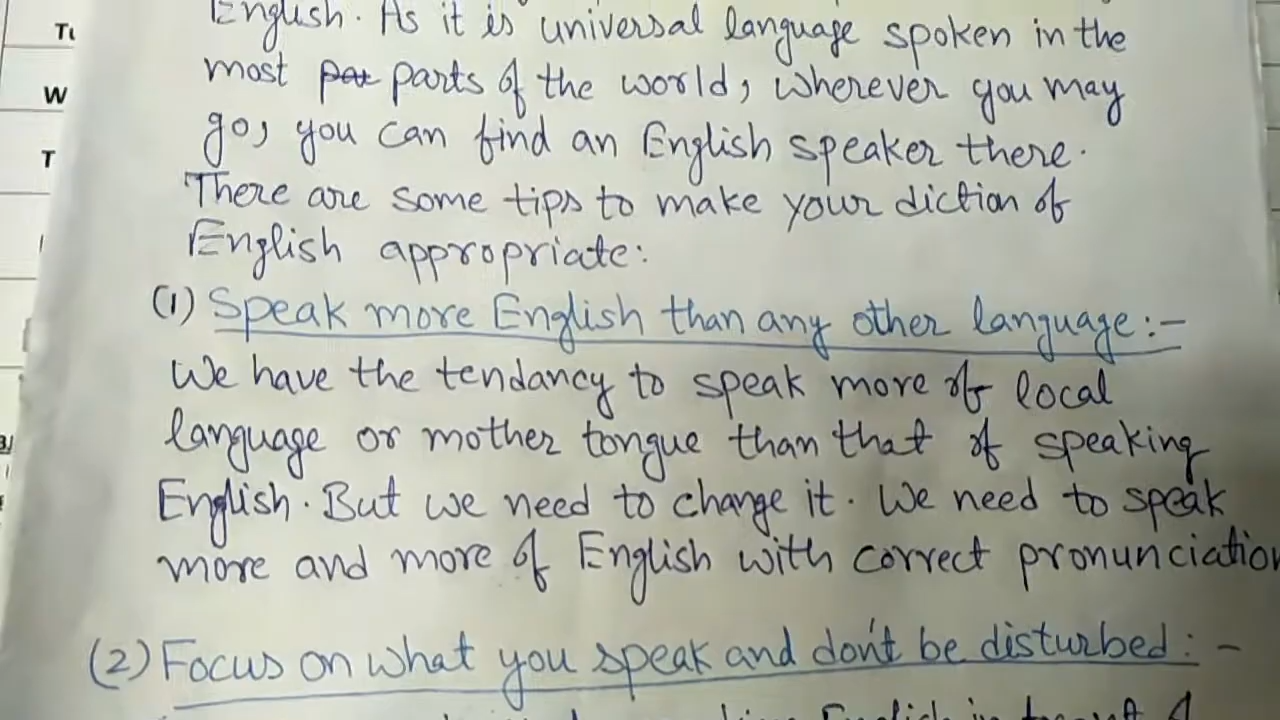 English. As it is universal language spoken in the
most parts of the world, wherever you may
go, you can find an English speaker there.
There are some tips to make your diction of
English appropriate:
(1) Speak more English than any other language:-
We have the tendancy to speak more of local
language or mother tongue than that of speaking
English. But we need to change it. We need to speak
more and more of English with correct pronunciation
(2) Focus on what you speak and don't be disturbed:-
English in
W
T